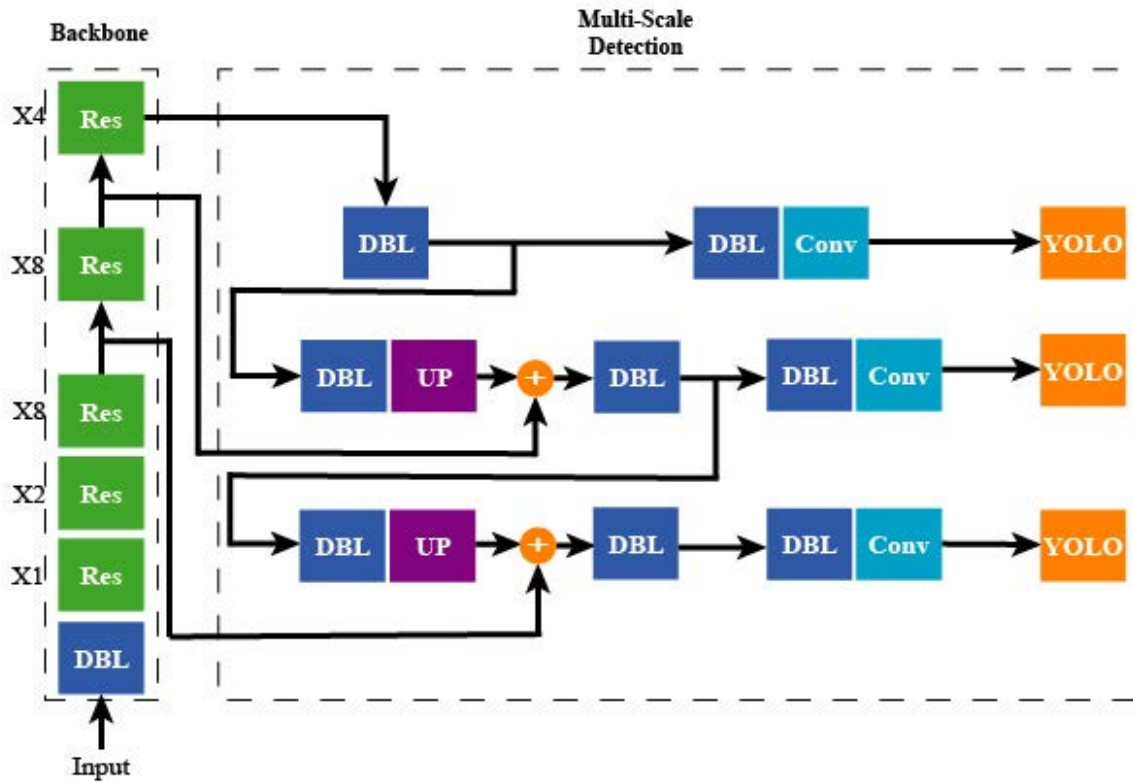 Backbone
Multi-Scale
Detection
X4
Res
X8
Res
X8
Res
X2
Res
X1
Res
DBL
Input
DBL
DBL
Conv
YOLO
DBL
UP
+
DBL
DBL
Conv
YOLO
DBL
UP
+
DBL
DBL
Conv
YOLO